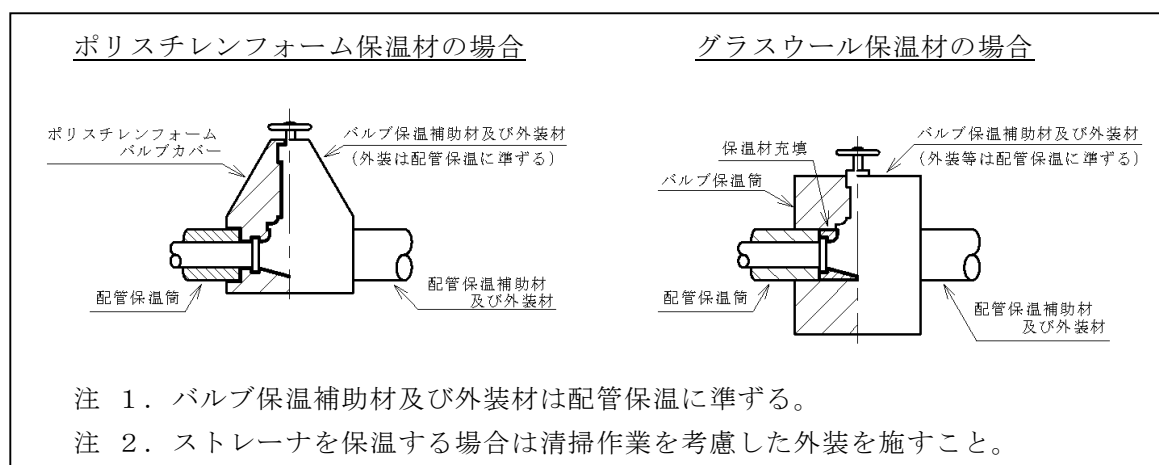 ポリスチレンフォーム保温材の場合
ポリスチレンフォーム
バルブカバー
バルブ保温補助材及び外装材
(外装は配管保温に準ずる)
配管保温筒
配管保温補助材
及び外装材
グラスウール保温材の場合
保温材充填
バルブ保温筒
バルブ保温補助材及び外装材
(外装等は配管保温に準ずる)
配管保温筒
配管保温補助材
及び外装材
注 1．バルブ保温補助材及び外装材は配管保温に準ずる。
注 2．ストレーナを保温する場合は清掃作業を考慮した外装を施すこと。